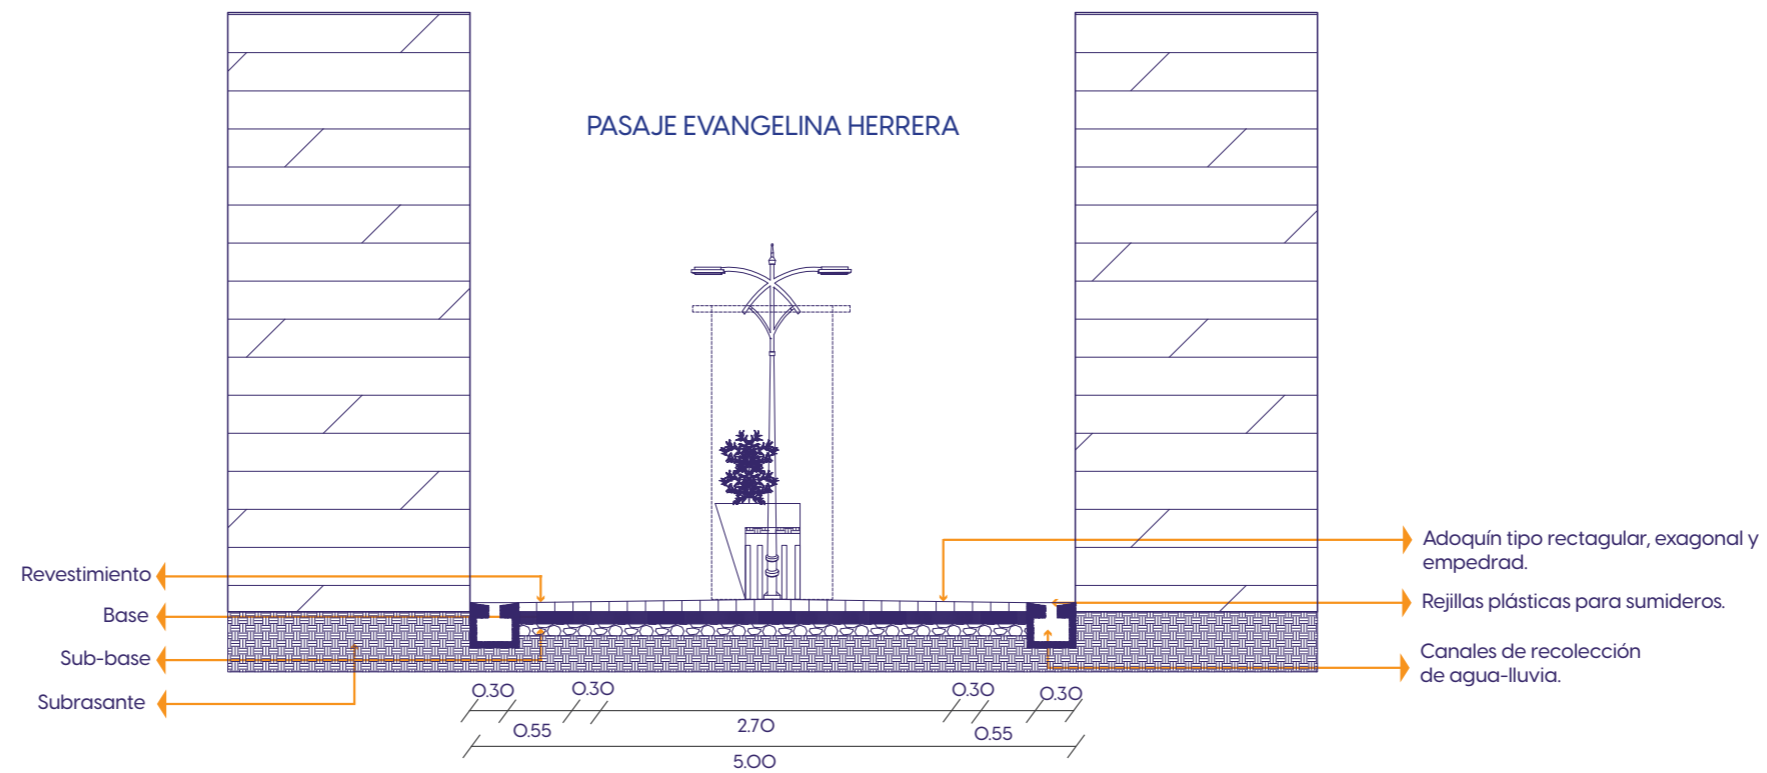 PASAJE EVANGELINA HERRERA
Revestimiento
Base
Sub-base
Subrasante
Adoquín tipo rectagular, exagonal y
empedrad.
Rejillas plásticas para sumideros.
Canales de recolección
de agua-lluvia.
0.30
0.30
0.30
0.30
0.55
2.70
0.55
5.00